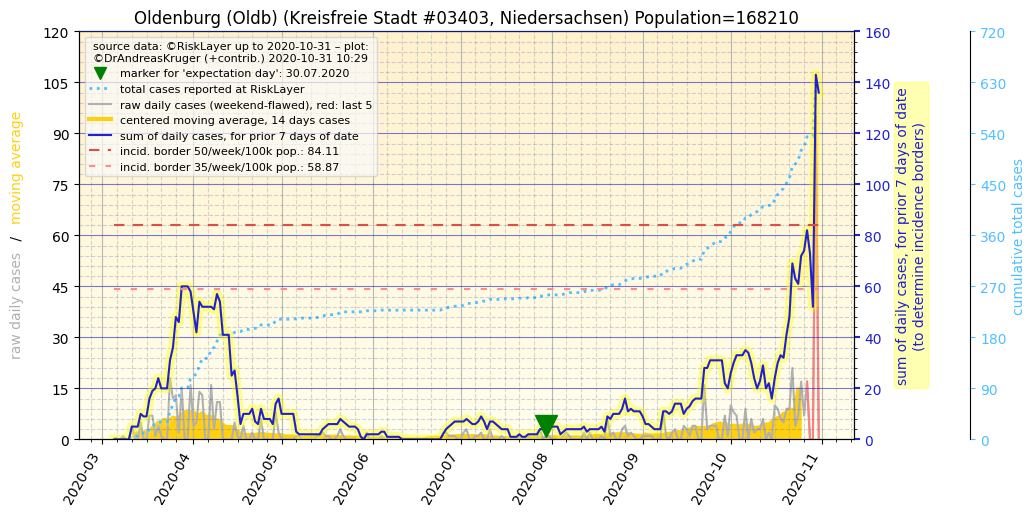 Oldenburg (Oldb) (Kreisfreie Stadt #03403, Niedersachsen) Population=168210
source data: ©RiskLayer up to 2020-10-31 – plot:
©DrAndreasKruger (+contrib.) 2020-10-31 10:29
marker for 'expectation day': 30.07.2020
total cases reported at RiskLayer
raw daily cases (weekend-flawed), red: last 5
centered moving average, 14 days cases
sum of daily cases, for prior 7 days of date
incid. border 50/week/100k pop.: 84.11
incid. border 35/week/100k pop.: 58.87
raw daily cases / moving average
120
105
90
75
60
45
30
15
0
160
140
120
100
80
60
40
20
0
sum of daily cases, for prior 7 days of date
(to determine incidence borders)
720
630
540
450
360
270
180
90
0
cumulative total cases
2020-03
2020-04
2020-05
2020-06
2020-07
2020-08
2020-09
2020-10
2020-11